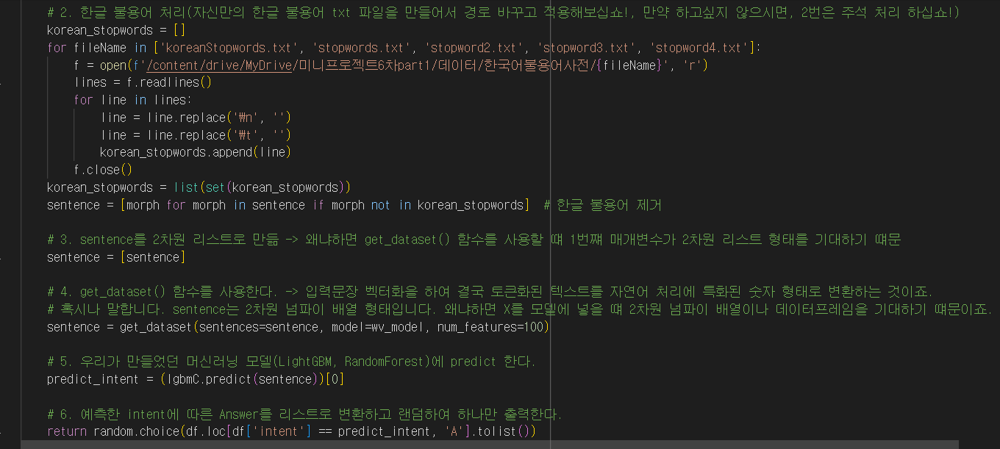 # 2. 한글 불용어 처리(자신만의 한글 불용어 txt 파일을 만들어서 경로 바꾸고 적용해보십쇼!, 만약 하고싶지 않으시면, 2번은 주석 처리 하십쇼!)
korean_stopwords = []
for fileName in ['koreanStopwords.txt', 'stopwords.txt', 'stopword2.txt', 'stopword3.txt', 'stopword4.txt']:
f = open(f'/content/drive/MyDrive/미니프로젝트6차part1/데이터/한국어불용어사전/{fileName}', 'r')
lines = f.readlines()
for line in lines:
line = line.replace('₩n', '')
line = line.replace('₩t', '')
korean_stopwords.append(line)
f.close()
korean_stopwords = list(set(korean_stopwords))
sentence = [morph for morph in sentence if morph not in korean_stopwords]  # 한글 불용어 제거
# 3. sentence를 2차원 리스트로 만듦 -> 왜냐하면 get_dataset() 함수를 사용할 떄 1번쨰 매개변수가 2차원 리스트 형태를 기대하기 떄문
sentence = [sentence]
# 4. get_dataset() 함수를 사용한다. -> 입력문장 벡터화을 하여 결국 토큰화된 텍스트를 자연어 처리에 특화된 숫자 형태로 변환하는 것이죠.
# 혹시나 말합니다. sentence는 2차원 넘파이 배열 형태입니다. 왜냐하면 X를 모델에 넣을 떄 2차원 넘파이 배열이나 데이터프레임을 기대하기 떄문이죠.
sentence = get_dataset(sentences=sentence, model=wv_model, num_features=100)
# 5. 우리가 만들었던 머신러닝 모델(LightGBM, RandomForest)에 predict 한다.
predict_intent = (lgbmC.predict(sentence))[0]
# 6. 예측한 intent에 따른 Answer를 리스트로 변환하고 랜덤하여 하나만 출력한다.
return random.choice(df.loc[df['intent'] == predict_intent, 'A'].tolist())